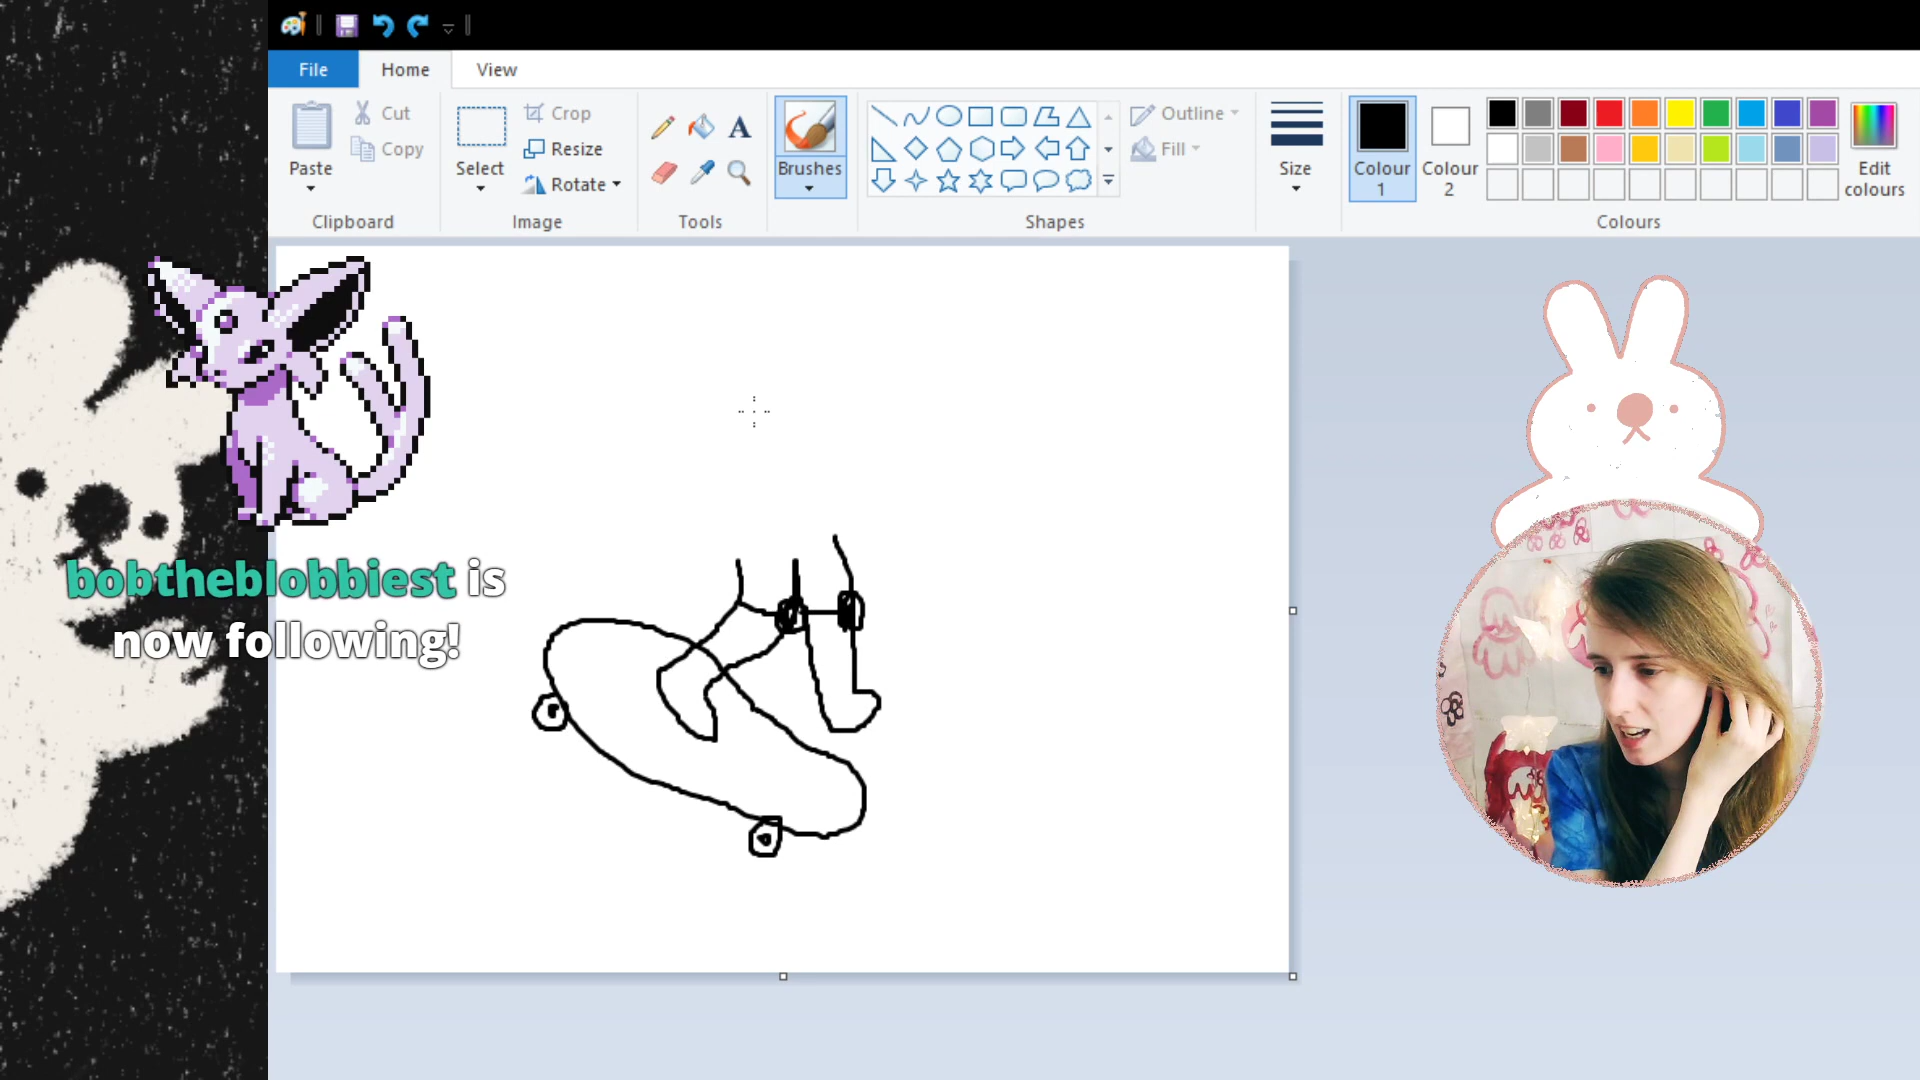 File Home View
Paste
Cut
Copy
Clipboard
Select
Crop
Resize
Rotate
Image
A
Tools
Brushes
Shapes
Outline
Fill
Size
Colour
1
Colour
2
Edit
colours
Colours
bobtheblobbiest is
now following!